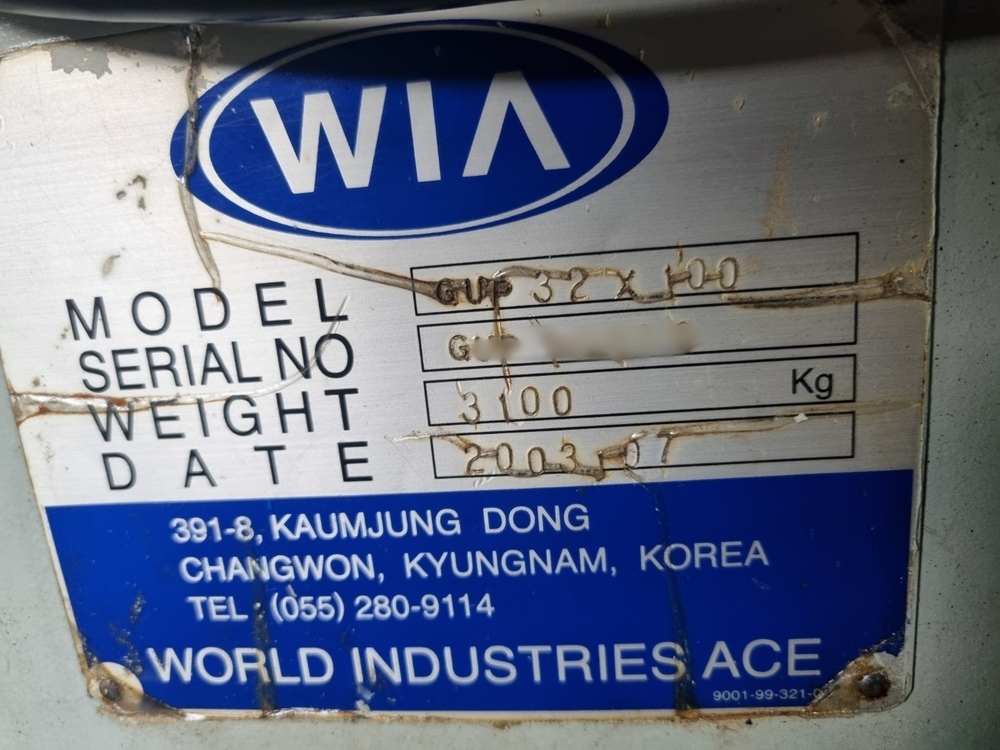 WIA
MODEL GUP 32 X 100
SERIAL NO
WEIGHT 3100 Kg
DATE 2003.07
391-8, KAUMJUNG DONG
CHANGWON, KYUNGNAM, KOREA
TEL : (055) 280-9114
WORLD INDUSTRIES ACE